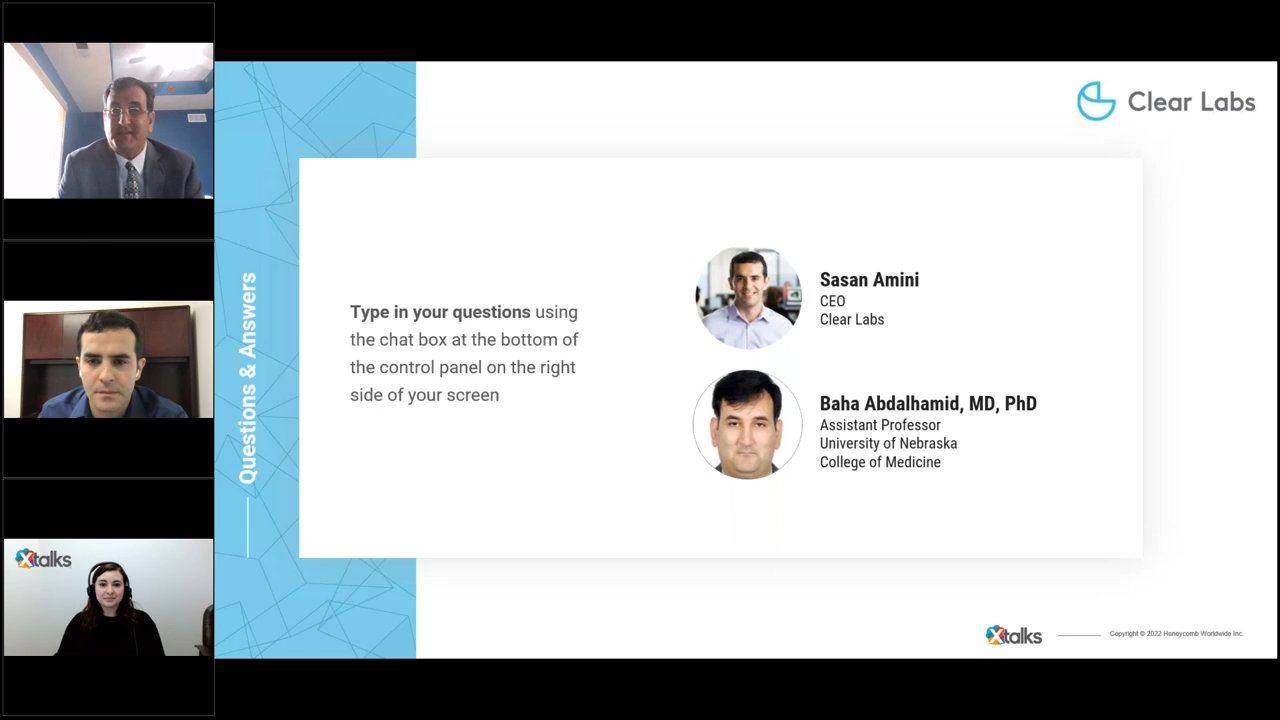 Clear Labs
Questions & Answers
Type in your questions using
the chat box at the bottom of
the control panel on the right
side of your screen
Sasan Amini
CEO
Clear Labs
Baha Abdalhamid, MD, PhD
Assistant Professor
University of Nebraska
College of Medicine
Xtalks
Xtalks
Copyright © 2022 Honeycomb Worldwide Inc.